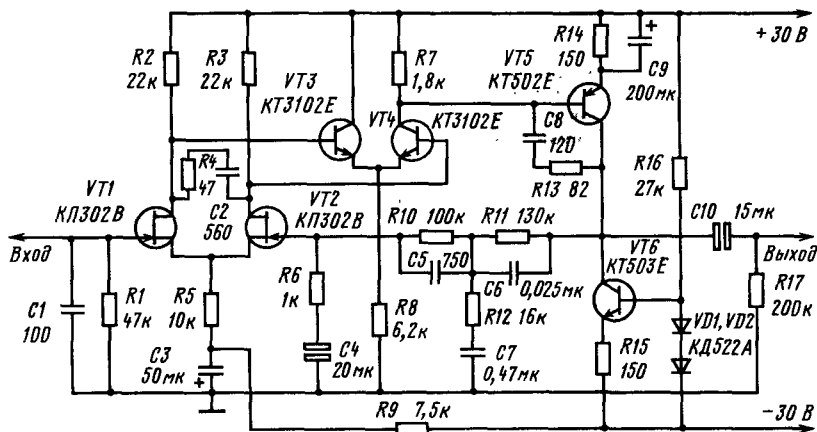 R2
22к
R3
22к
VT3
КТ3102Е
R7
1,8к
VT4
КТ3102Е
VT5
КТ502Е
R14
150
C9
200мк
+30 В
C8
120
R13 82
R16
27к
R4
47
C2
560
VT1
КП302В
VT2
КП302В
R10 100к
R11 130к
C10 15мк
Вход
Выход
C5 750
C6
0,025мк
VT6
КТ503Е
R17
200к
C1
100
R1
47к
R5
10к
R6
1к
R8
6,2к
R12 16к
VD1, VD2
КД522А
C3
50мк
C4
20мк
C7
0,47мк
R15
150
R9 7,5к
−30 В